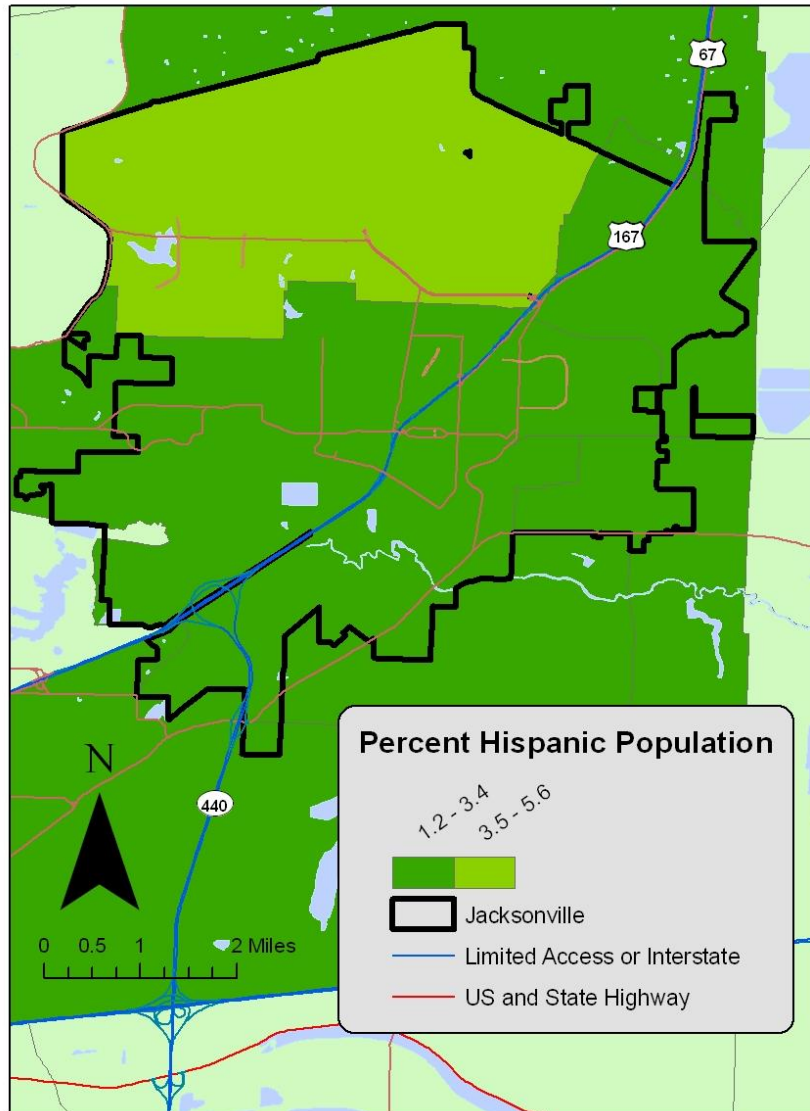 67
167
Percent Hispanic Population
1.2 - 3.4
3.5 - 5.6
Jacksonville
Limited Access or Interstate
US and State Highway
N
440
0 0.5 1 2 Miles